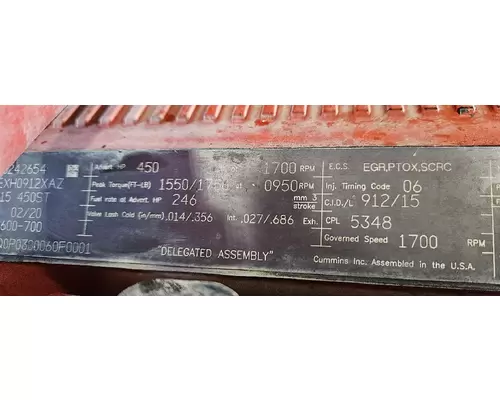 242654
EXH0912XAZ
15 450ST
02/20
600-700
Advert. HP 450 1700 RPM
Peak Torque(FT-LB) 1550/1750 at 0950 RPM
Fuel rate at Advert. HP 246 mm 3 stroke
Valve Lash Cold (in/mm) .014/.356 Int. .027/.686 Exh.
"DELEGATED ASSEMBLY"
E.C.S. EGR,PTOX,SCRC
Inj. Timing Code 06
C.I.D./L 912/15
CPL 5348
Governed Speed 1700 RPM
Cummins Inc. Assembled in the U.S.A.